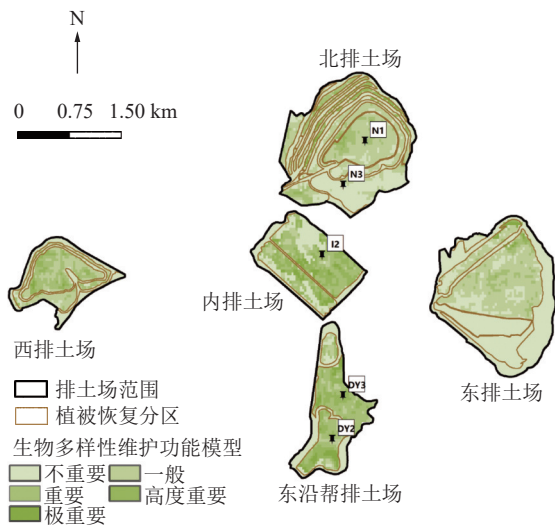 N
0 0.75 1.50 km
北排土场
N1
N3
I2
内排土场
西排土场
东排土场
DY3
DY2
东沿帮排土场
排土场范围
植被恢复分区
生物多样性维护功能模型
不重要 一般
重要 高度重要
极重要